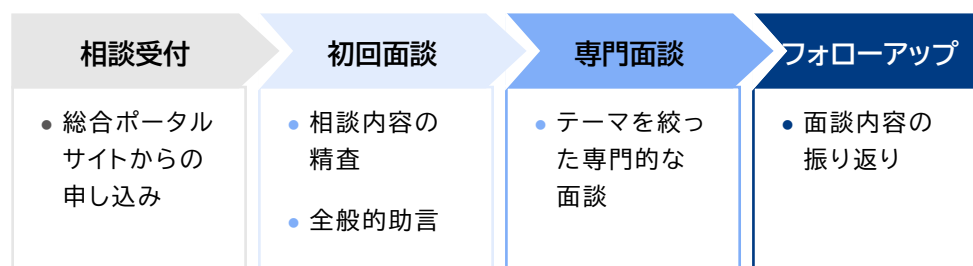 相談受付
初回面談
専門面談
フォローアップ
● 総合ポータル
サイトからの
申し込み
● 相談内容の
精査
● 全般的助言
● テーマを絞っ
た専門的な
面談
● 面談内容の
振り返り